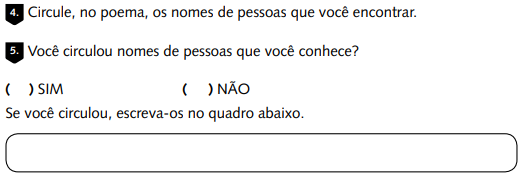 4. Circule, no poema, os nomes de pessoas que você encontrar.
5. Você circulou nomes de pessoas que você conhece?
(   ) SIM (   ) NÃO
Se você circulou, escreva-os no quadro abaixo.